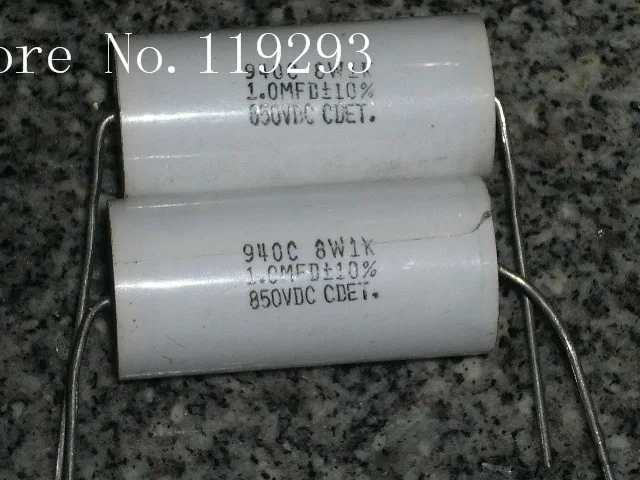 ore No. 119293
940C 8W1K
1.0MFD±10%
850VDC CDET.
940C 8W1K
1.0MFD±10%
850VDC CDET.